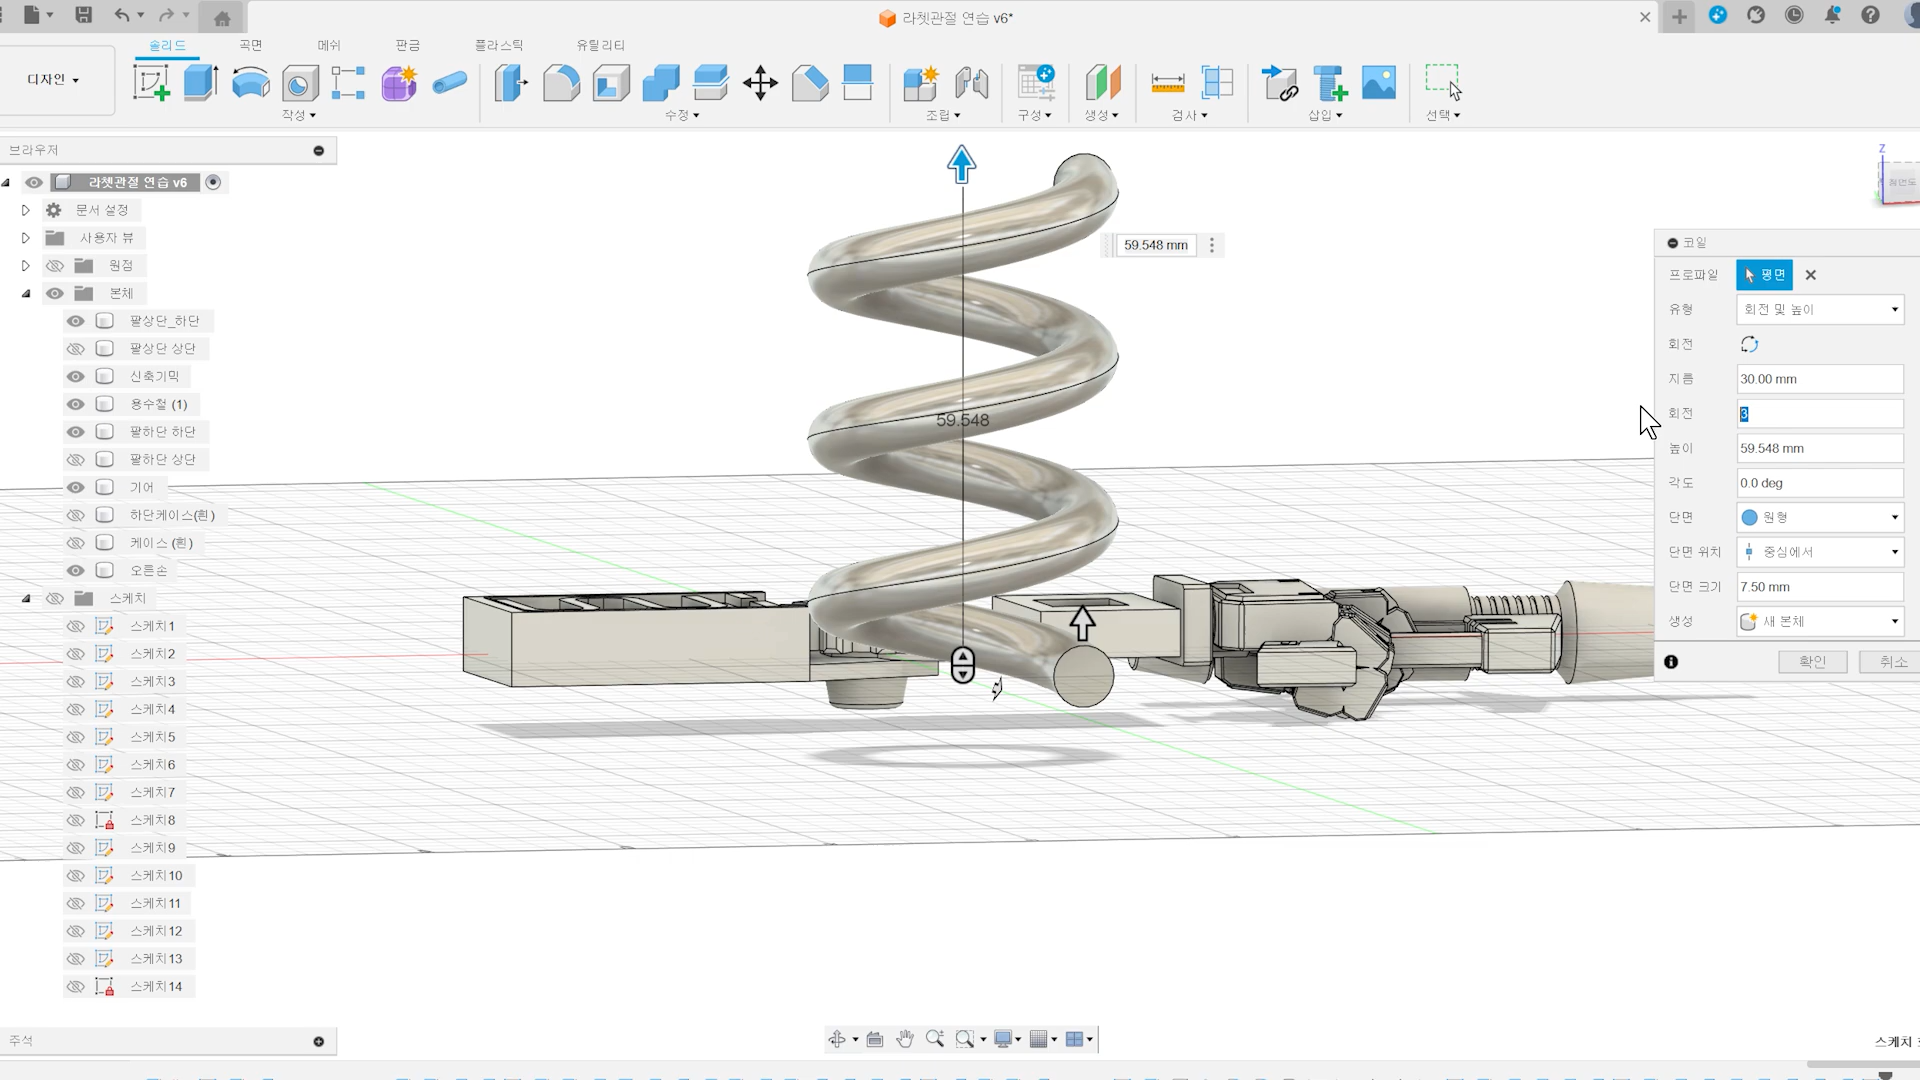 라쳇관절 연습 v6*
솔리드 곡면 메쉬 판금 플라스틱 유틸리티
디자인
작성 수정 조립 구성 생성 검사 삽입 선택
브라우저
라쳇관절 연습 v6
문서 설정
사용자 뷰
원점
본체
팔상단_하단
팔상단 상단
신축기믹
용수철 (1)
팔하단 하단
팔하단 상단
기어
하단케이스(흰)
케이스 (흰)
오른손
스케치
스케치1
스케치2
스케치3
스케치4
스케치5
스케치6
스케치7
스케치8
스케치9
스케치10
스케치11
스케치12
스케치13
스케치14
주석
59.548 mm
59.548
Z
정면도
코일
프로파일 평면
유형 회전 및 높이
회전
지름 30.00 mm
회전 3
높이 59.548 mm
각도 0.0 deg
단면 원형
단면 위치 중심에서
단면 크기 7.50 mm
생성 새 본체
확인 취소
스케치